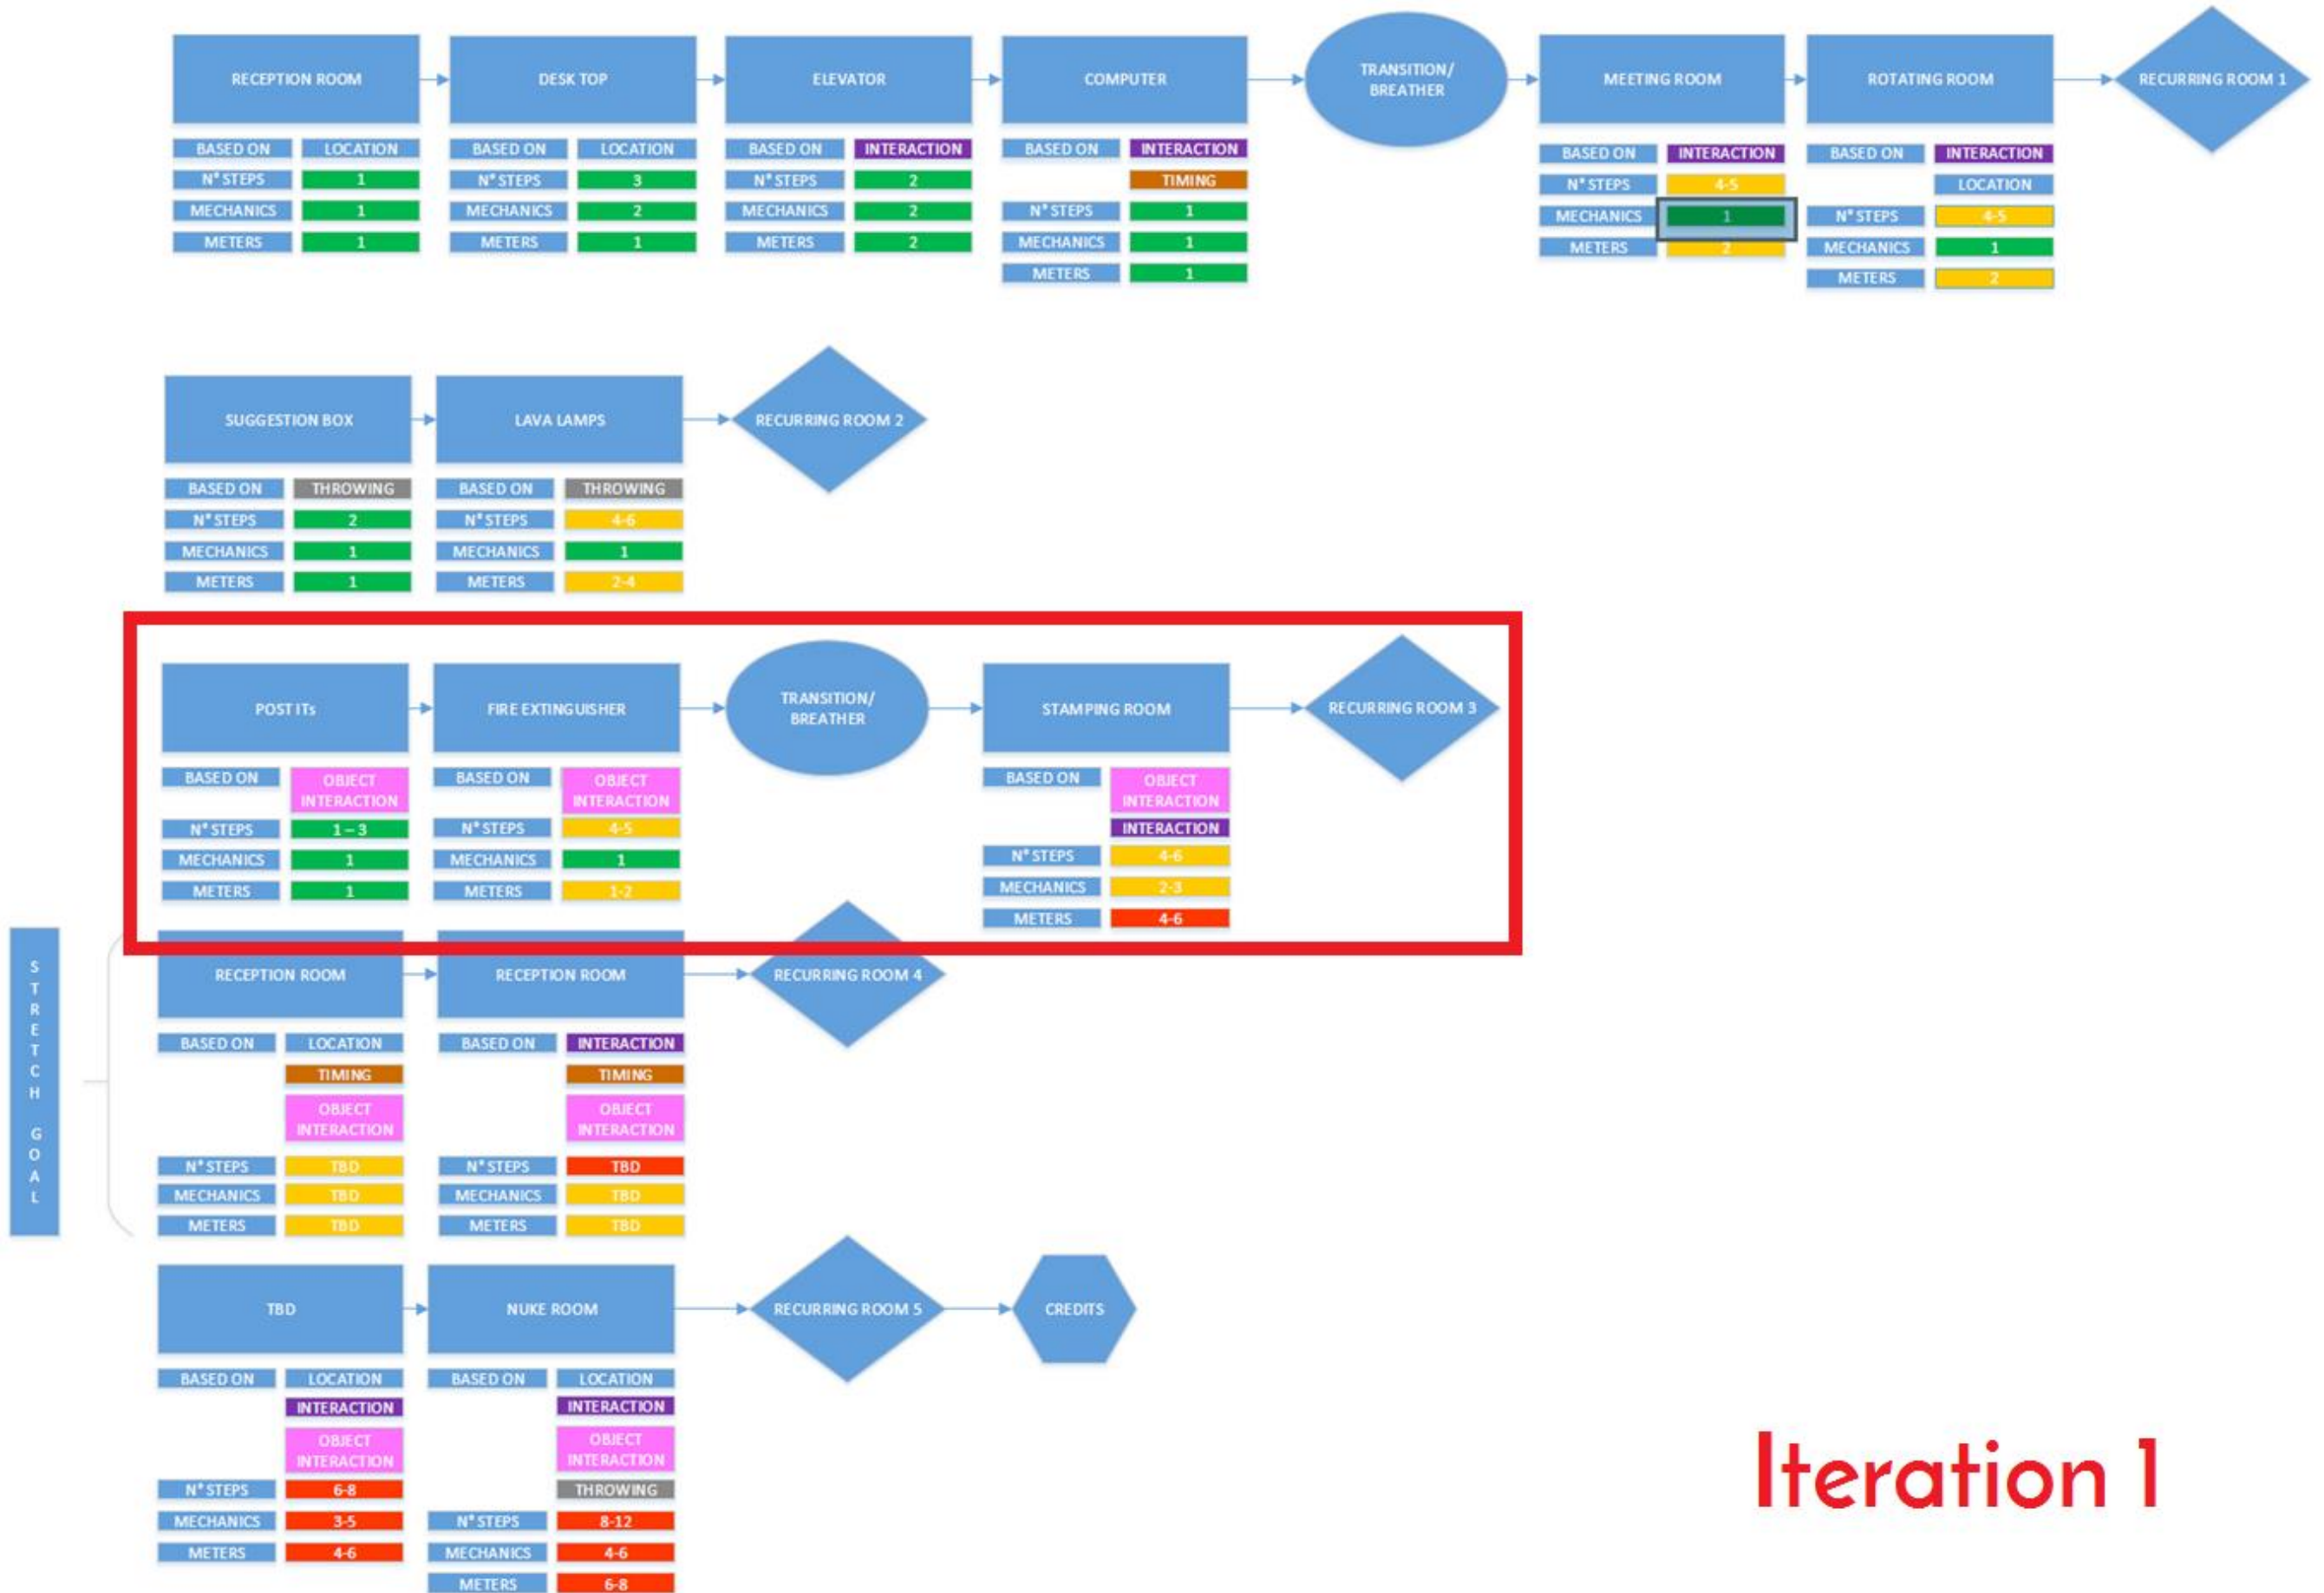 RECEPTION ROOM
DESK TOP
ELEVATOR
COMPUTER
TRANSITION/
BREATHER
MEETING ROOM
ROTATING ROOM
RECURRING ROOM 1
BASED ON LOCATION
N° STEPS 1
MECHANICS 1
METERS 1
BASED ON LOCATION
N° STEPS 3
MECHANICS 2
METERS 1
BASED ON INTERACTION
N° STEPS 2
MECHANICS 2
METERS 2
BASED ON INTERACTION
TIMING
N° STEPS 1
MECHANICS 1
METERS 1
BASED ON INTERACTION
N° STEPS 4-5
MECHANICS 1
METERS 2
BASED ON INTERACTION
LOCATION
N° STEPS 4-5
MECHANICS 1
METERS 2
SUGGESTION BOX
LAVA LAMPS
RECURRING ROOM 2
BASED ON THROWING
N° STEPS 2
MECHANICS 1
METERS 1
BASED ON THROWING
N° STEPS 4-6
MECHANICS 1
METERS 2-4
POST ITs
FIRE EXTINGUISHER
TRANSITION/
BREATHER
STAMPING ROOM
RECURRING ROOM 3
BASED ON OBJECT
INTERACTION
N° STEPS 1 – 3
MECHANICS 1
METERS 1
BASED ON OBJECT
INTERACTION
N° STEPS 4-5
MECHANICS 1
METERS 1-2
BASED ON OBJECT
INTERACTION
INTERACTION
N° STEPS 4-6
MECHANICS 2-3
METERS 4-6
STRETCH GOAL
RECEPTION ROOM
RECEPTION ROOM
RECURRING ROOM 4
BASED ON LOCATION
TIMING
OBJECT
INTERACTION
N° STEPS TBD
MECHANICS TBD
METERS TBD
BASED ON INTERACTION
TIMING
OBJECT
INTERACTION
N° STEPS TBD
MECHANICS TBD
METERS TBD
TBD
NUKE ROOM
RECURRING ROOM 5
CREDITS
BASED ON LOCATION
INTERACTION
OBJECT
INTERACTION
N° STEPS 6-8
MECHANICS 3-5
METERS 4-6
BASED ON LOCATION
INTERACTION
OBJECT
INTERACTION
THROWING
N° STEPS 8-12
MECHANICS 4-6
METERS 6-8
Iteration 1